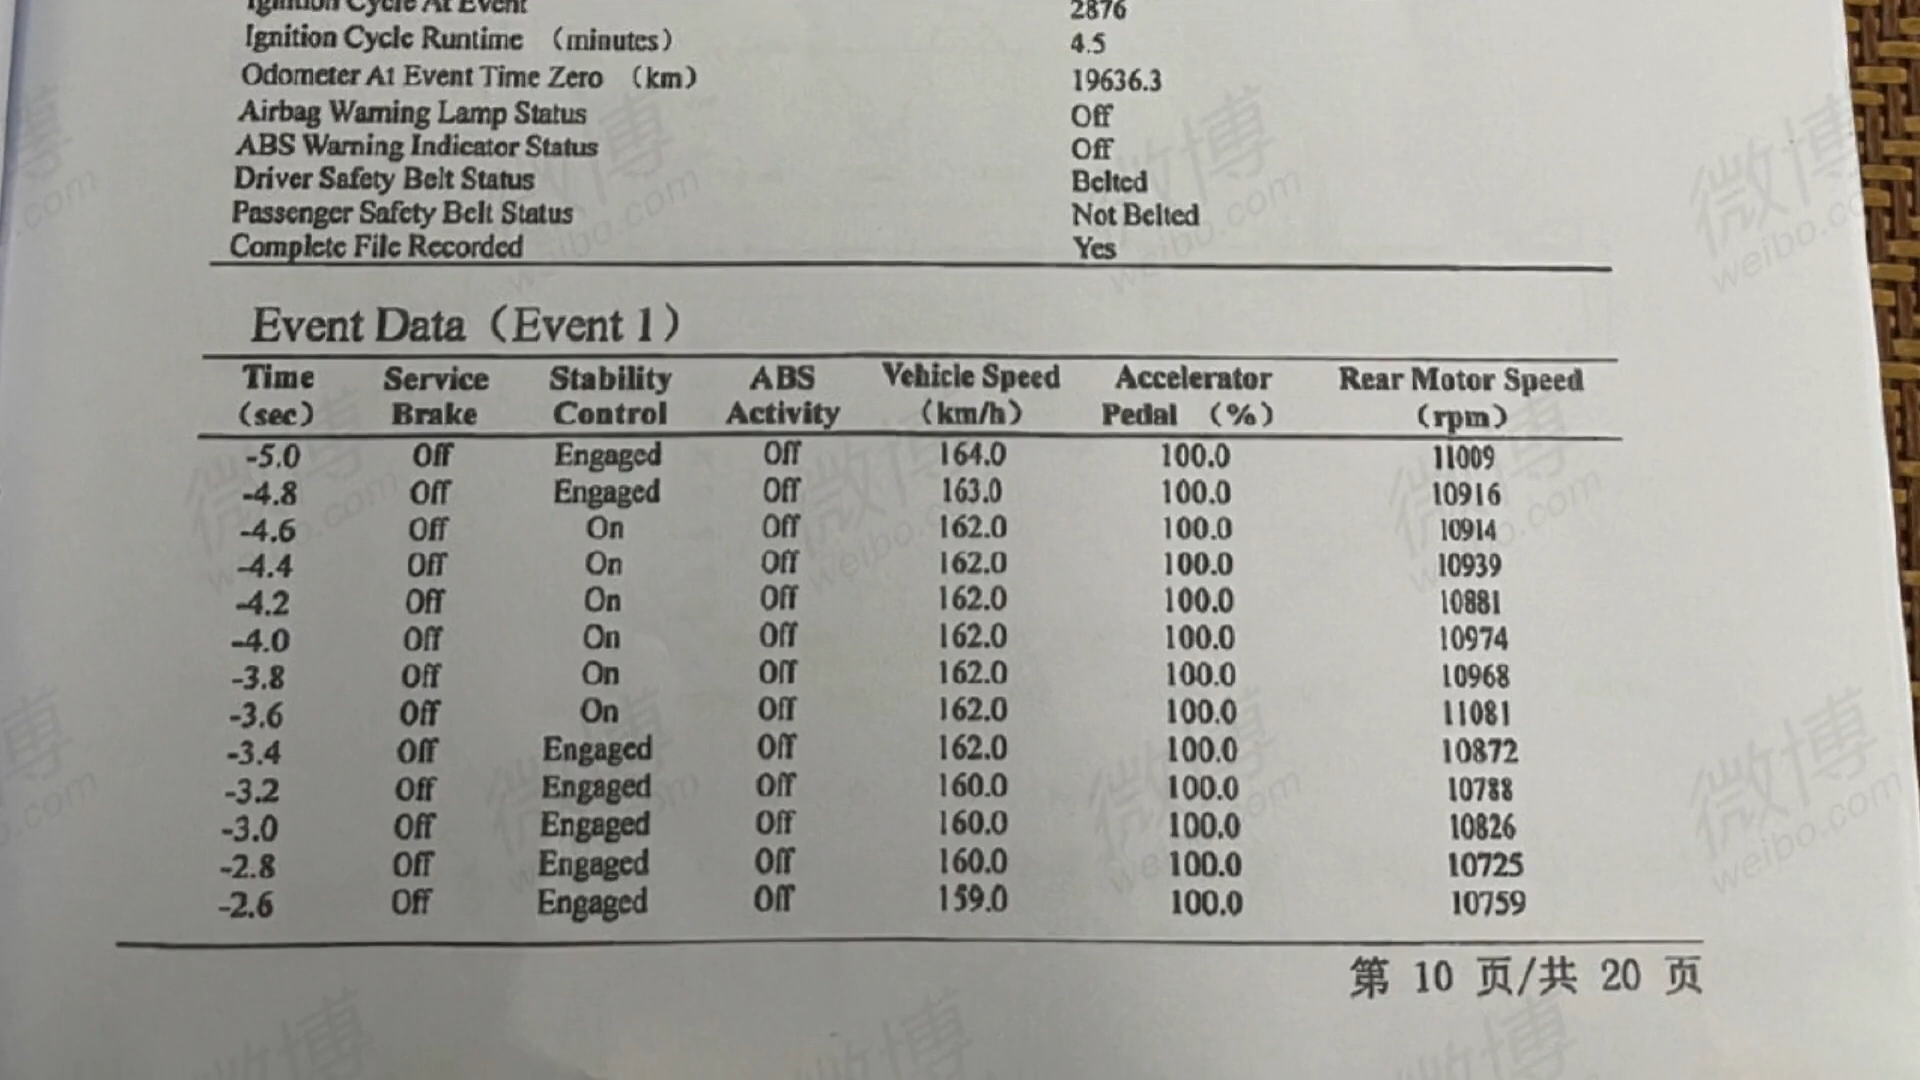 Ignition Cycle At Event 2876
Ignition Cycle Runtime （minutes） 4.5
Odometer At Event Time Zero （km） 19636.3
Airbag Warning Lamp Status Off
ABS Warning Indicator Status Off
Driver Safety Belt Status Belted
Passenger Safety Belt Status Not Belted
Complete File Recorded Yes
Event Data（Event 1）
Time Service Stability ABS Vehicle Speed Accelerator Rear Motor Speed
（sec） Brake Control Activity （km/h） Pedal （%） （rpm）
-5.0 Off Engaged Off 164.0 100.0 11009
-4.8 Off Engaged Off 163.0 100.0 10916
-4.6 Off On Off 162.0 100.0 10914
-4.4 Off On Off 162.0 100.0 10939
-4.2 Off On Off 162.0 100.0 10881
-4.0 Off On Off 162.0 100.0 10974
-3.8 Off On Off 162.0 100.0 10968
-3.6 Off On Off 162.0 100.0 11081
-3.4 Off Engaged Off 162.0 100.0 10872
-3.2 Off Engaged Off 160.0 100.0 10788
-3.0 Off Engaged Off 160.0 100.0 10826
-2.8 Off Engaged Off 160.0 100.0 10725
-2.6 Off Engaged Off 159.0 100.0 10759
第 10 页/共 20 页
微博
weibo.com